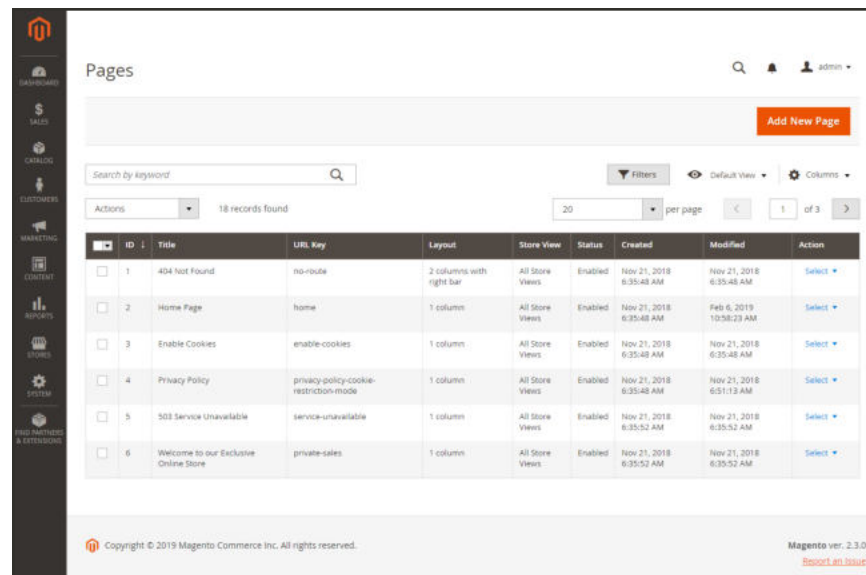 Pages
admin
DASHBOARD
SALES
CATALOG
CUSTOMERS
MARKETING
CONTENT
REPORTS
STORES
SYSTEM
FIND PARTNERS
& EXTENSIONS
Add New Page
Search by keyword
Filters
Default View
Columns
Actions
18 records found
20
per page
1
of 3
ID ↓ Title URL Key Layout Store View Status Created Modified Action
1 404 Not Found no-route 2 columns with All Store Enabled Nov 21, 2018 Nov 21, 2018 Select
right bar Views 6:35:48 AM 6:35:48 AM
2 Home Page home 1 column All Store Enabled Nov 21, 2018 Feb 6, 2019 Select
Views 6:35:48 AM 10:58:23 AM
3 Enable Cookies enable-cookies 1 column All Store Enabled Nov 21, 2018 Nov 21, 2018 Select
Views 6:35:48 AM 6:35:48 AM
4 Privacy Policy privacy-policy-cookie- 1 column All Store Enabled Nov 21, 2018 Nov 21, 2018 Select
restriction-mode Views 6:35:48 AM 6:51:13 AM
5 503 Service Unavailable service-unavailable 1 column All Store Enabled Nov 21, 2018 Nov 21, 2018 Select
Views 6:35:52 AM 6:35:52 AM
6 Welcome to our Exclusive private-sales 1 column All Store Enabled Nov 21, 2018 Nov 21, 2018 Select
Online Store Views 6:35:52 AM 6:35:52 AM
Copyright © 2019 Magento Commerce Inc. All rights reserved.
Magento ver. 2.3.0
Report an Issue